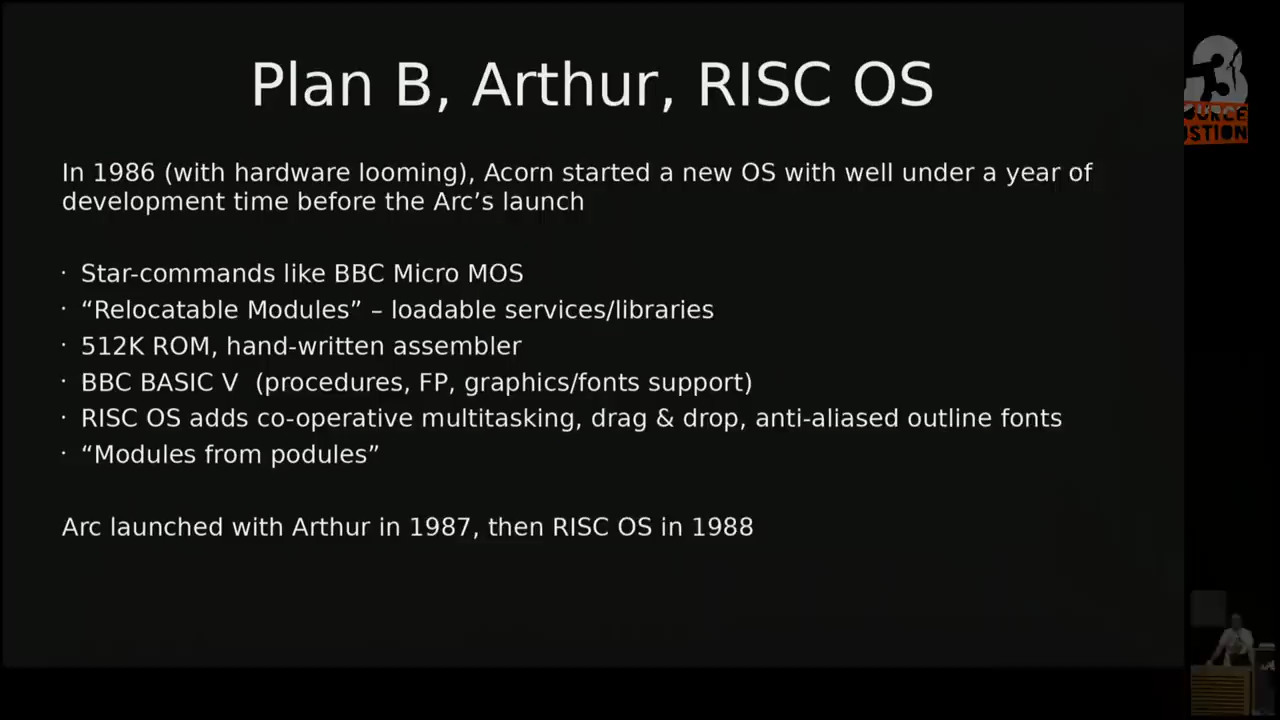 Plan B, Arthur, RISC OS
In 1986 (with hardware looming), Acorn started a new OS with well under a year of
development time before the Arc’s launch
· Star-commands like BBC Micro MOS
· “Relocatable Modules” – loadable services/libraries
· 512K ROM, hand-written assembler
· BBC BASIC V (procedures, FP, graphics/fonts support)
· RISC OS adds co-operative multitasking, drag & drop, anti-aliased outline fonts
· “Modules from podules”
Arc launched with Arthur in 1987, then RISC OS in 1988